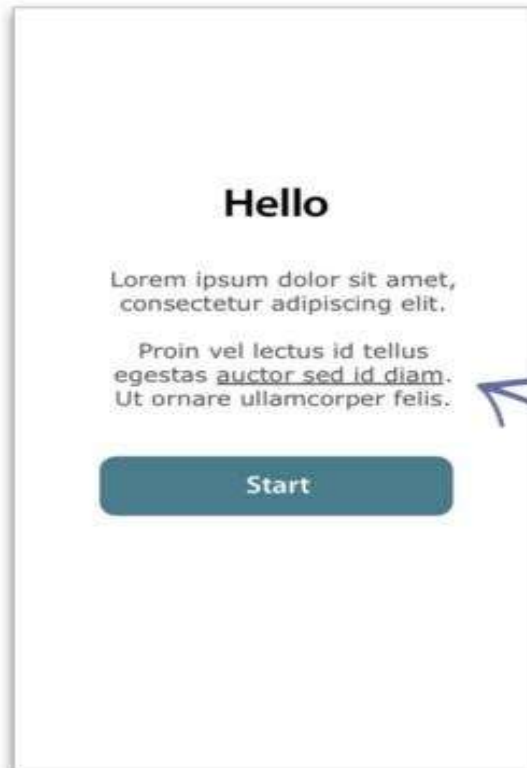 Hello
Lorem ipsum dolor sit amet,
consectetur adipiscing elit.
Proin vel lectus id tellus
egestas auctor sed id diam.
Ut ornare ullamcorper felis.
Start